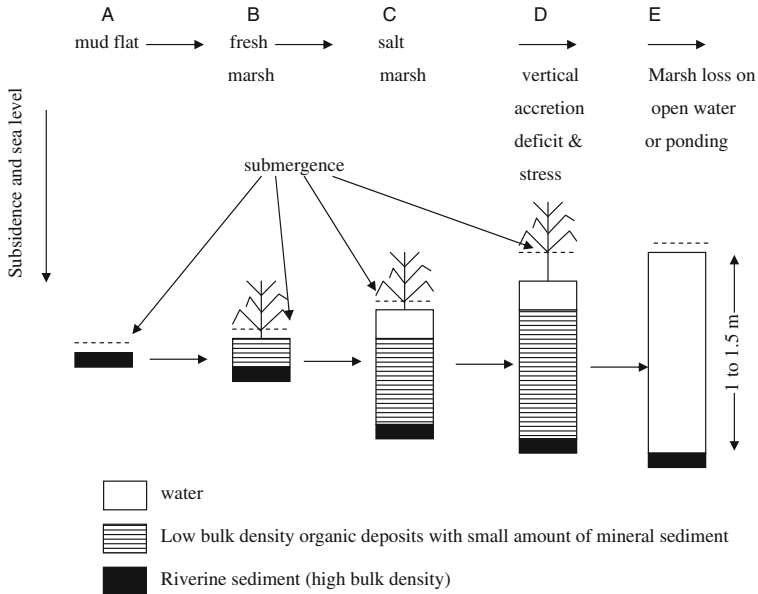 A B C D E
mud flat fresh salt vertical Marsh loss on
marsh marsh accretion open water
deficit & or ponding
stress
Subsidence and sea level
submergence
1 to 1.5 m
water
Low bulk density organic deposits with small amount of mineral sediment
Riverine sediment (high bulk density)